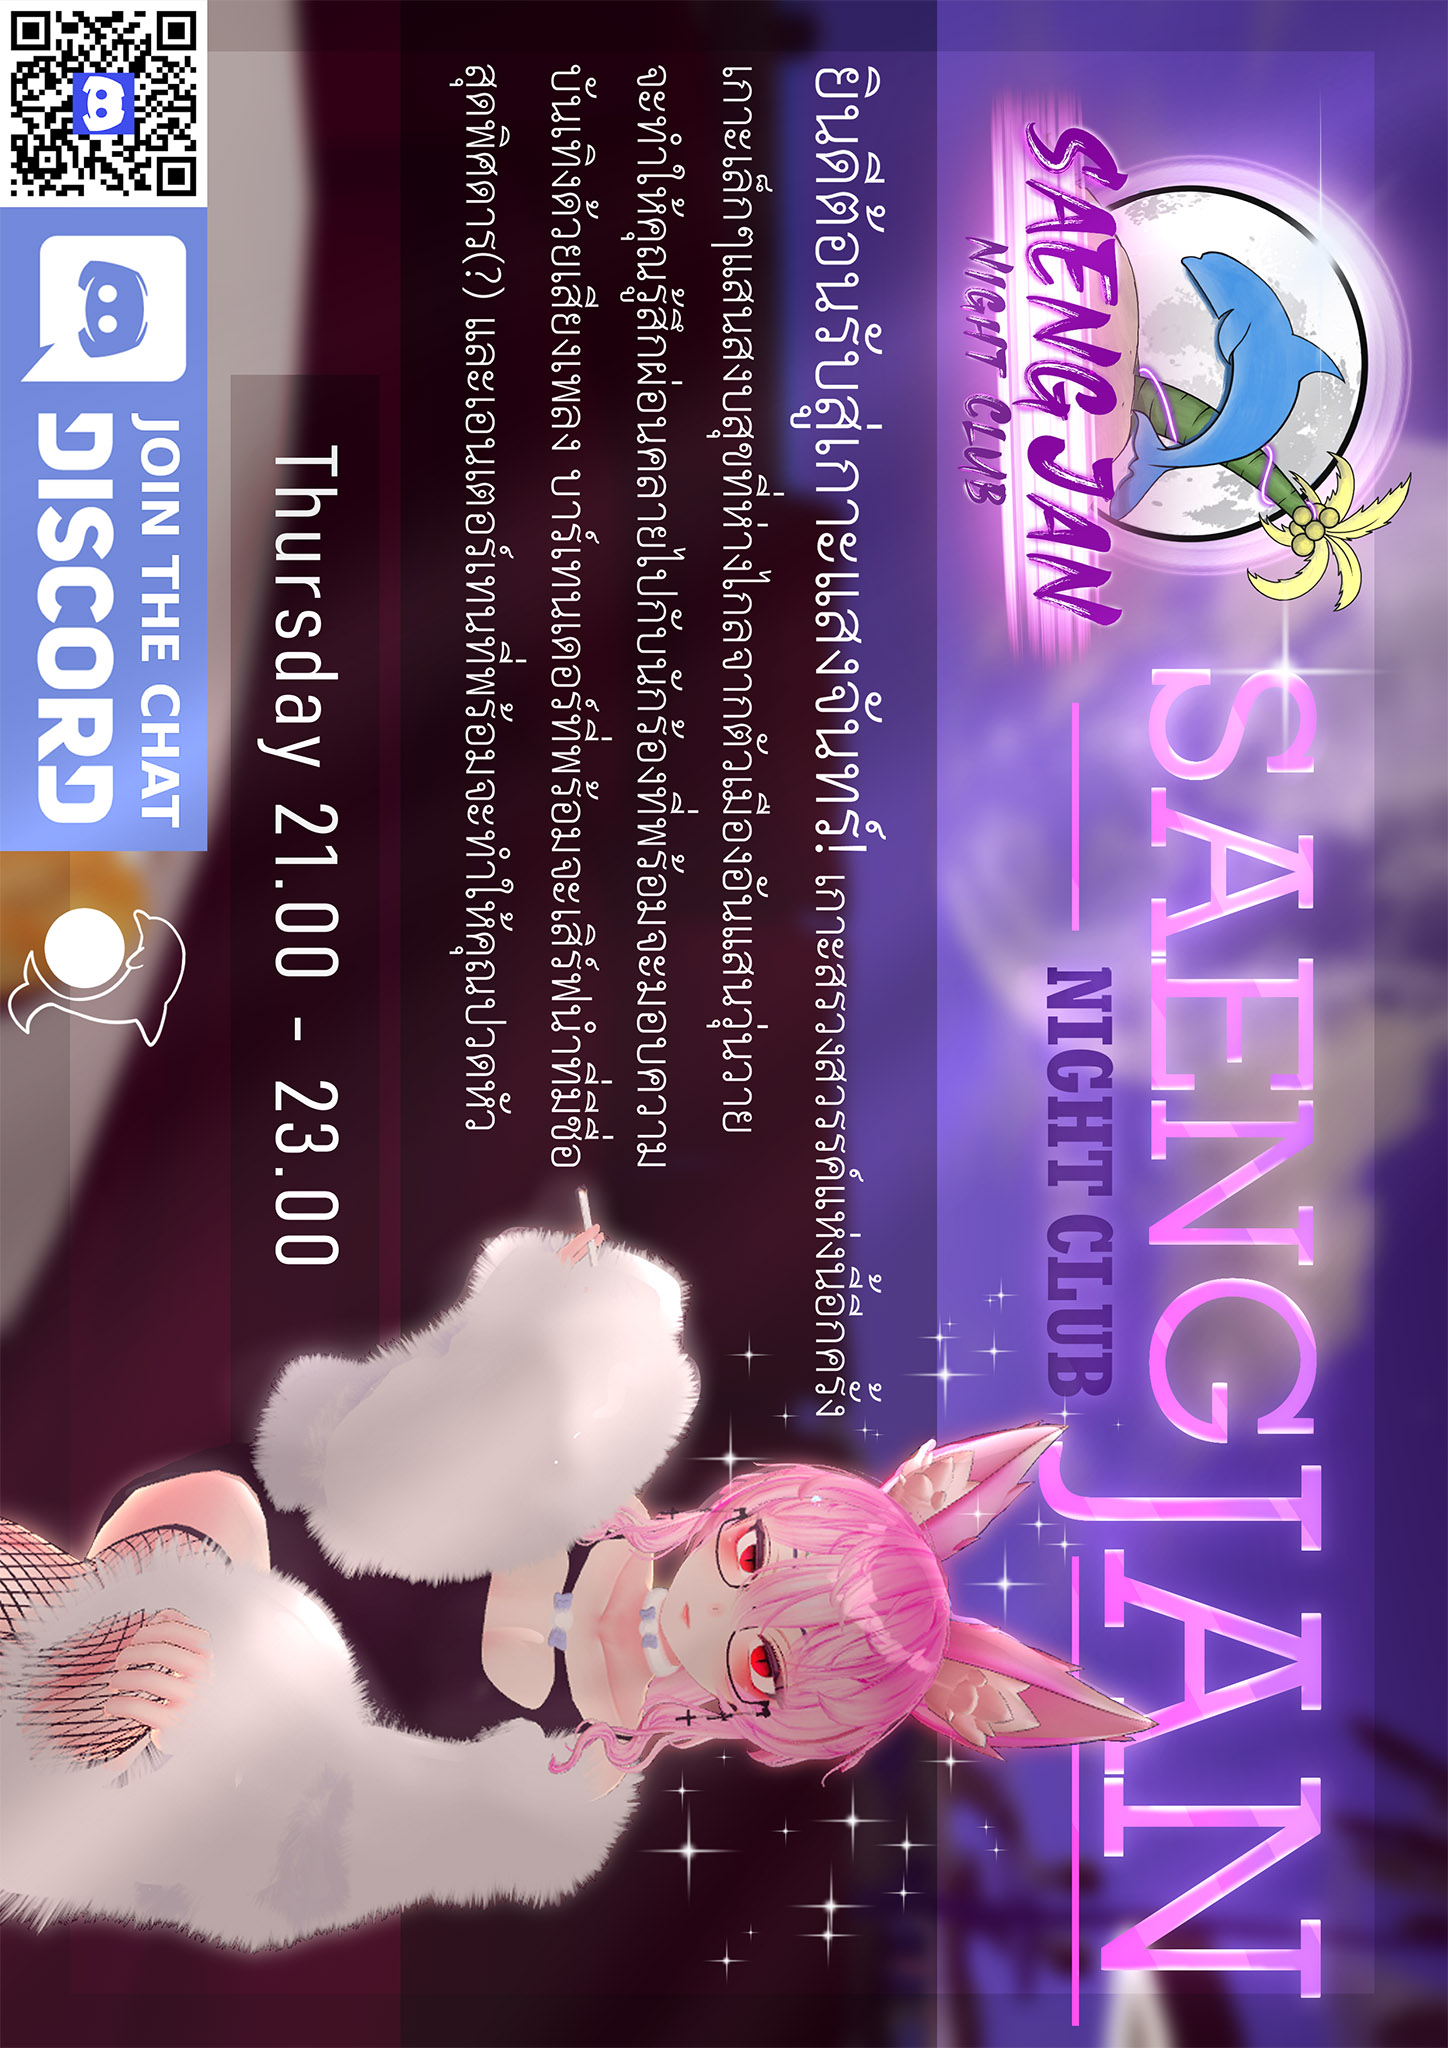 SAENG JAN
NIGHT CLUB
SAENGJAN
NIGHT CLUB
ยินดีต้อนรับสู่เกาะแสงจันทร์! เกาะสรวงสวรรค์แห่งนี้อีกครั้ง
เกาะเล็กๆแสนสงบสุขที่ห่างไกลจากตัวเมืองอันแสนวุ่นวาย
จะทำให้คุณรู้สึกผ่อนคลายไปกับนักร้องที่พร้อมจะมอบความ
บันเทิงด้วยเสียงเพลง บาร์เทนเดอร์ที่พร้อมจะเสิร์ฟน้ำที่มีชื่อ
สุดพิศดาร(?) และเอนเตอร์เทนที่พร้อมจะทำให้คุณปวดหัว
Thursday 21.00 - 23.00
JOIN THE CHAT
DISCORD